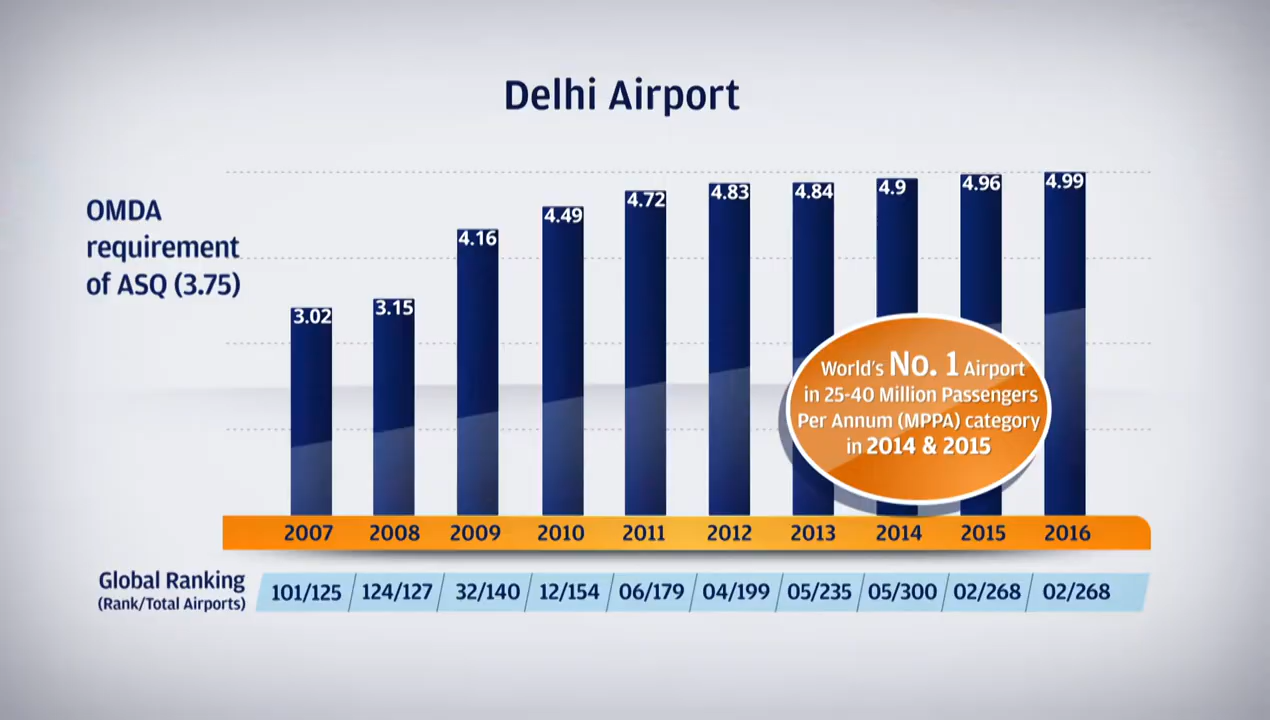 Delhi Airport
OMDA
requirement
of ASQ (3.75)
3.02
3.15
4.16
4.49
4.72
4.83
4.84
4.9
4.96
4.99
World's No. 1 Airport
in 25-40 Million Passengers
Per Annum (MPPA) category
in 2014 & 2015
2007 2008 2009 2010 2011 2012 2013 2014 2015 2016
Global Ranking
(Rank/Total Airports)
101/125 124/127 32/140 12/154 06/179 04/199 05/235 05/300 02/268 02/268